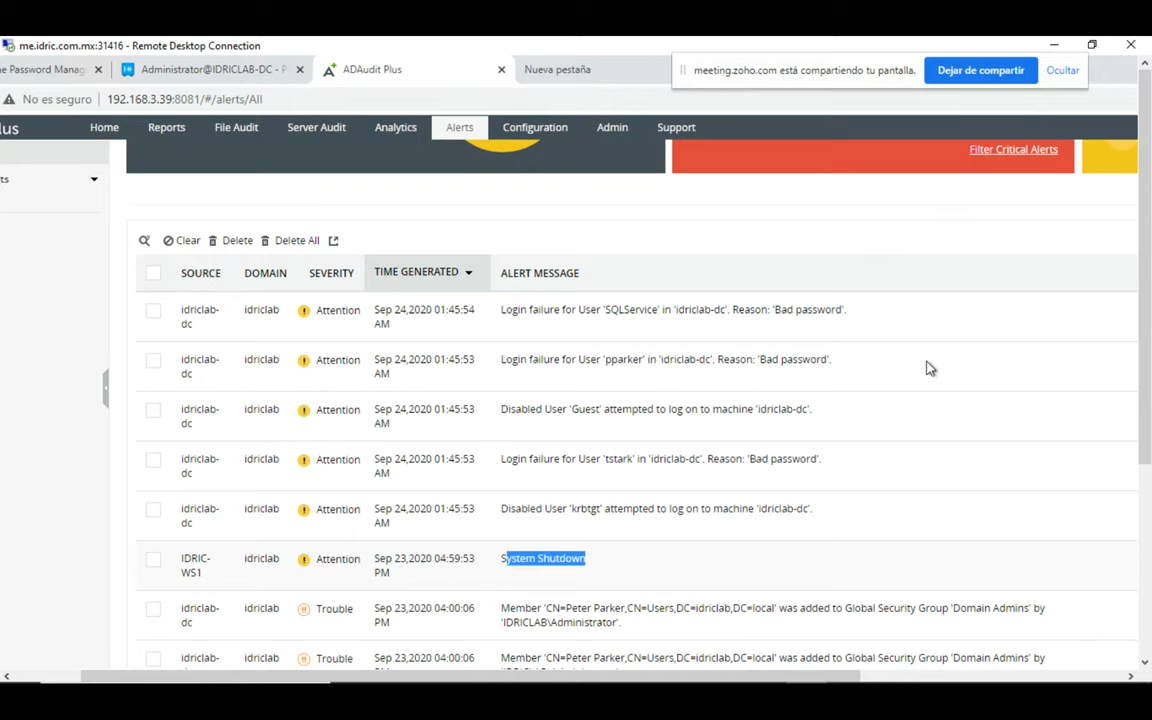 me.idric.com.mx:31416 - Remote Desktop Connection
ne Password Manag
Administrator@IDRICLAB-DC - P
ADAudit Plus
Nueva pestaña
meeting.zoho.com está compartiendo tu pantalla.
Dejar de compartir
Ocultar
No es seguro
192.168.3.39:8081/#/alerts/All
lus
Home
Reports
File Audit
Server Audit
Analytics
Alerts
Configuration
Admin
Support
Filter Critical Alerts
ts
Clear
Delete
Delete All
SOURCE DOMAIN SEVERITY TIME GENERATED ALERT MESSAGE
idriclab- idriclab Attention Sep 24,2020 01:45:54 Login failure for User 'SQLService' in 'idriclab-dc'. Reason: 'Bad password'.
dc AM
idriclab- idriclab Attention Sep 24,2020 01:45:53 Login failure for User 'pparker' in 'idriclab-dc'. Reason: 'Bad password'.
dc AM
idriclab- idriclab Attention Sep 24,2020 01:45:53 Disabled User 'Guest' attempted to log on to machine 'idriclab-dc'.
dc AM
idriclab- idriclab Attention Sep 24,2020 01:45:53 Login failure for User 'tstark' in 'idriclab-dc'. Reason: 'Bad password'.
dc AM
idriclab- idriclab Attention Sep 24,2020 01:45:53 Disabled User 'krbtgt' attempted to log on to machine 'idriclab-dc'.
dc AM
IDRIC- idriclab Attention Sep 23,2020 04:59:53 System Shutdown
WS1 PM
idriclab- idriclab Trouble Sep 23,2020 04:00:06 Member 'CN=Peter Parker,CN=Users,DC=idriclab,DC=local' was added to Global Security Group 'Domain Admins' by
dc PM 'IDRICLAB\Administrator'.
idriclab- idriclab Trouble Sep 23,2020 04:00:06 Member 'CN=Peter Parker,CN=Users,DC=idriclab,DC=local' was added to Global Security Group 'Domain Admins' by